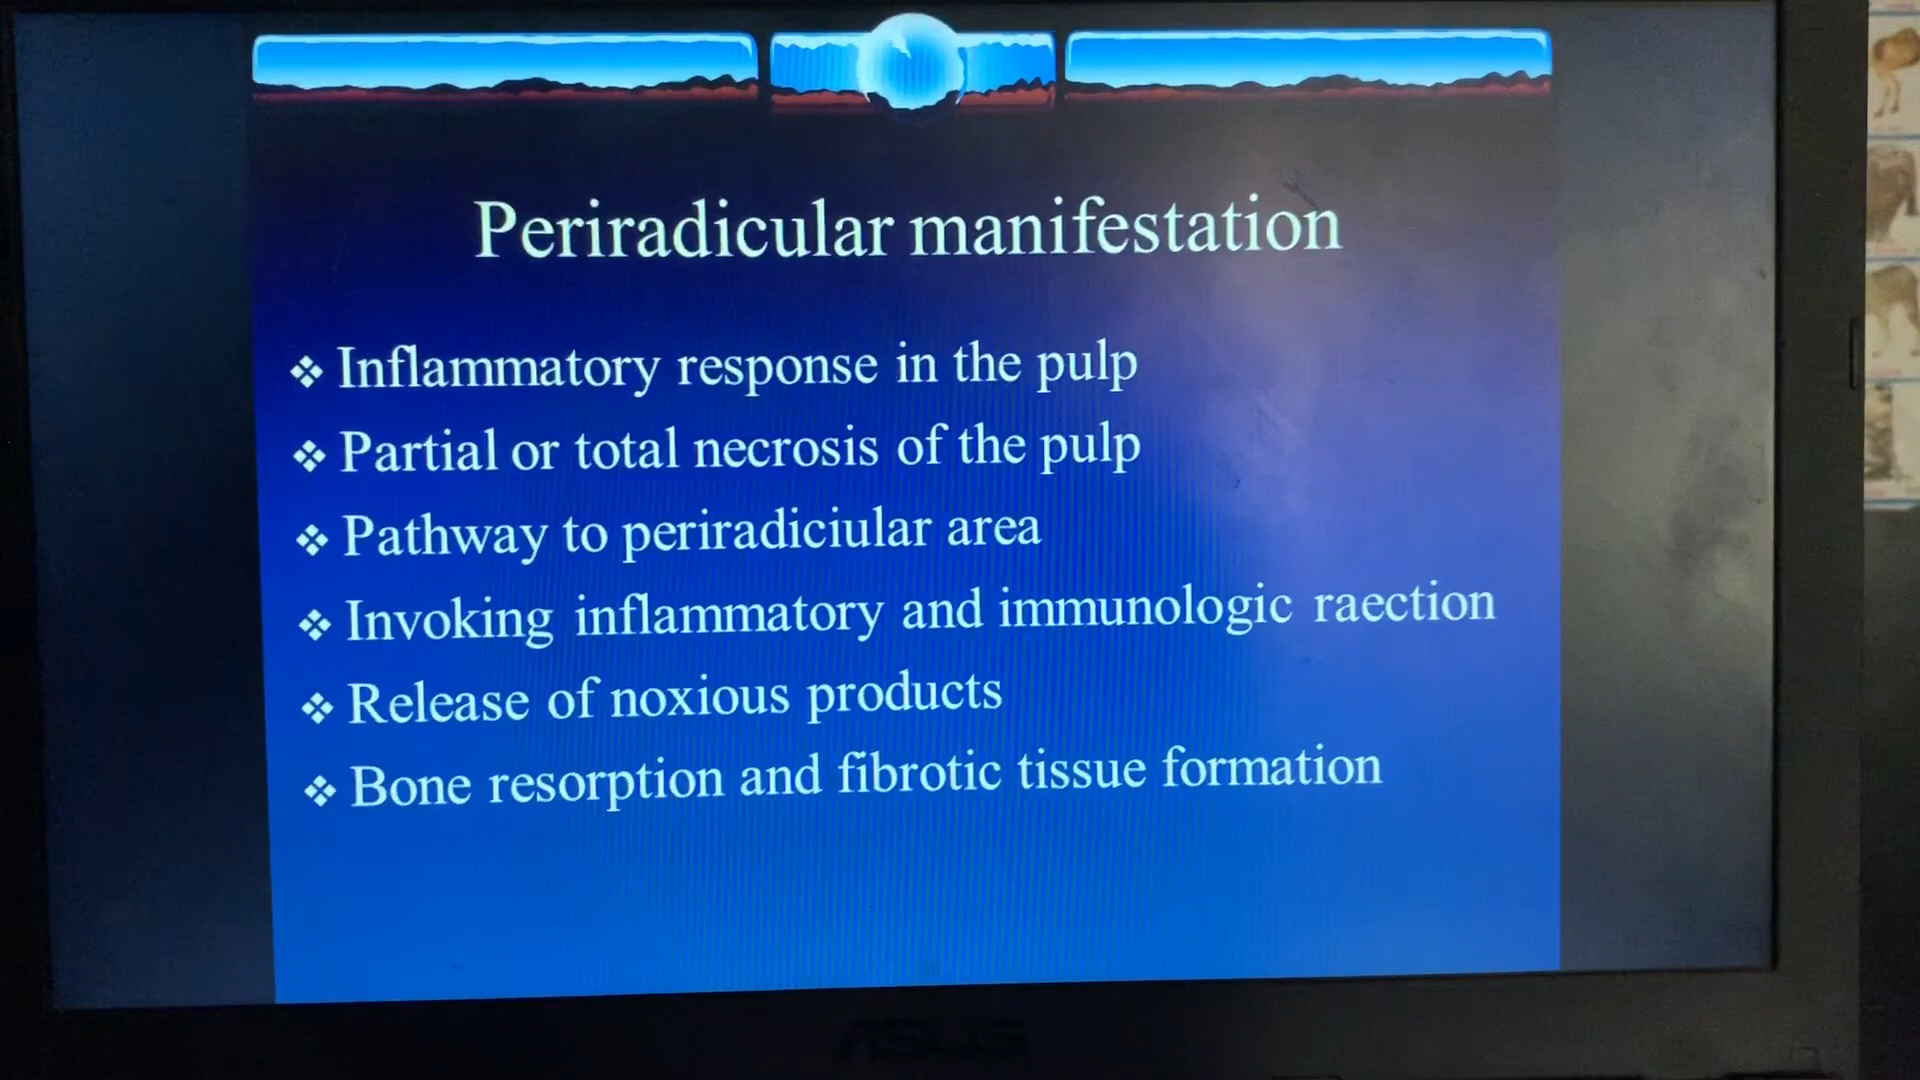 Periradicular manifestation
❖ Inflammatory response in the pulp
❖ Partial or total necrosis of the pulp
❖ Pathway to periradiciular area
❖ Invoking inflammatory and immunologic raection
❖ Release of noxious products
❖ Bone resorption and fibrotic tissue formation
ASUS